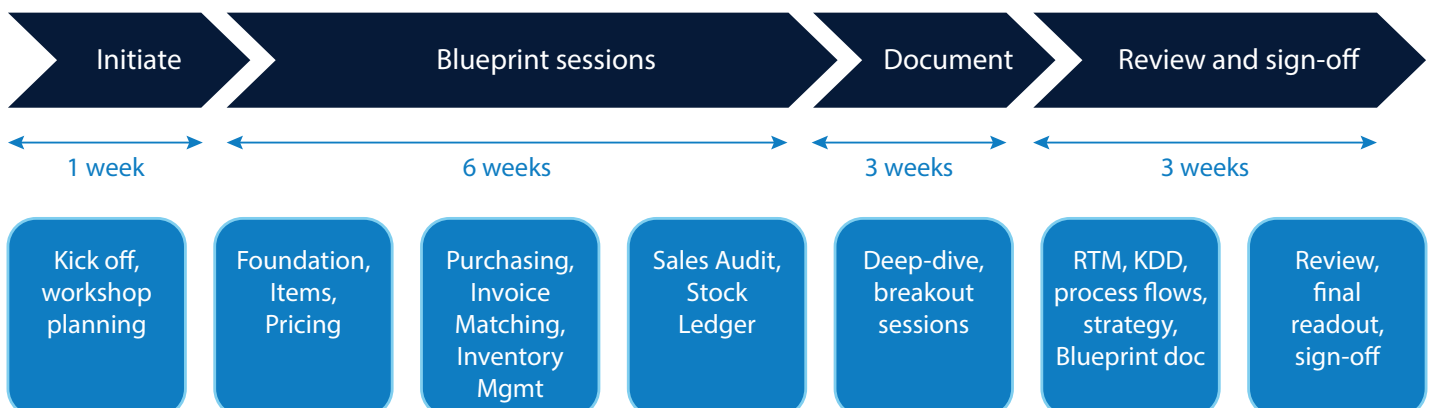 Initiate
Blueprint sessions
Document
Review and sign-off
1 week
6 weeks
3 weeks
3 weeks
Kick off,
workshop
planning
Foundation,
Items,
Pricing
Purchasing,
Invoice
Matching,
Inventory
Mgmt
Sales Audit,
Stock
Ledger
Deep-dive,
breakout
sessions
RTM, KDD,
process flows,
strategy,
Blueprint doc
Review,
final
readout,
sign-off